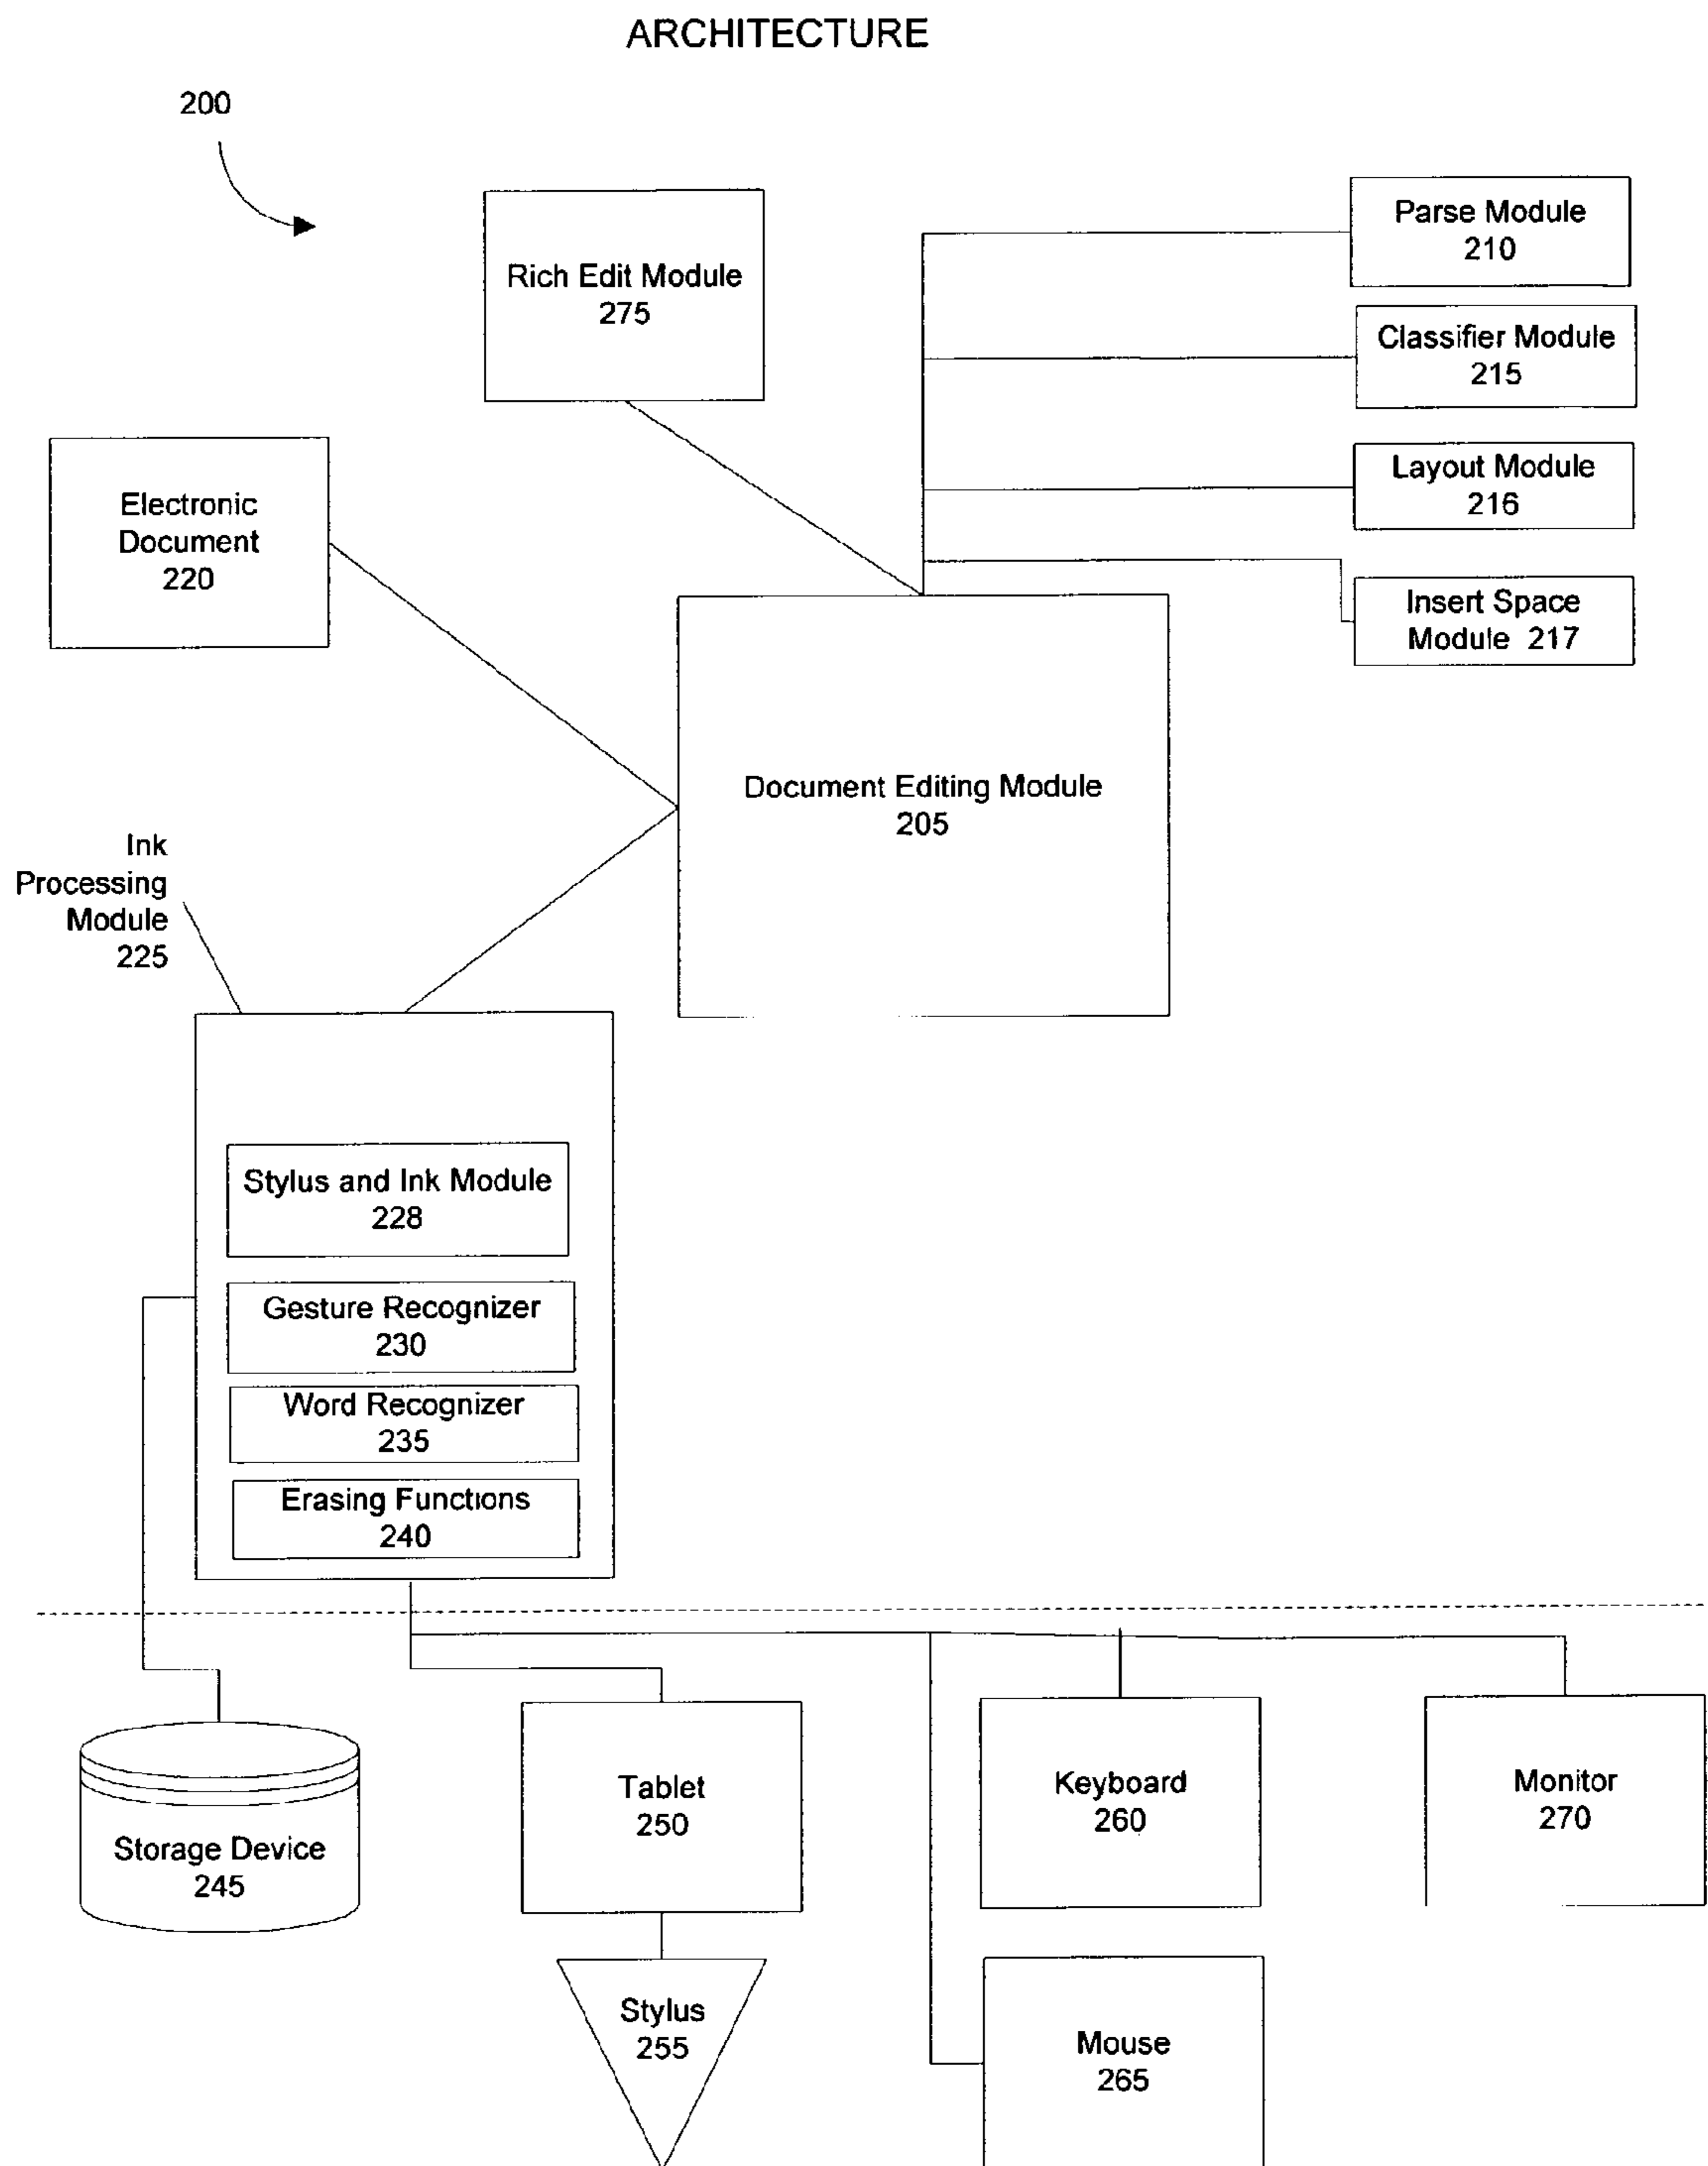 ARCHITECTURE
200
Rich Edit Module
275
Parse Module
210
Classifier Module
215
Layout Module
216
Insert Space
Module 217
Electronic
Document
220
Document Editing Module
205
Ink
Processing
Module
225
Stylus and Ink Module
228
Gesture Recognizer
230
Word Recognizer
235
Erasing Functions
240
Storage Device
245
Tablet
250
Stylus
255
Keyboard
260
Mouse
265
Monitor
270